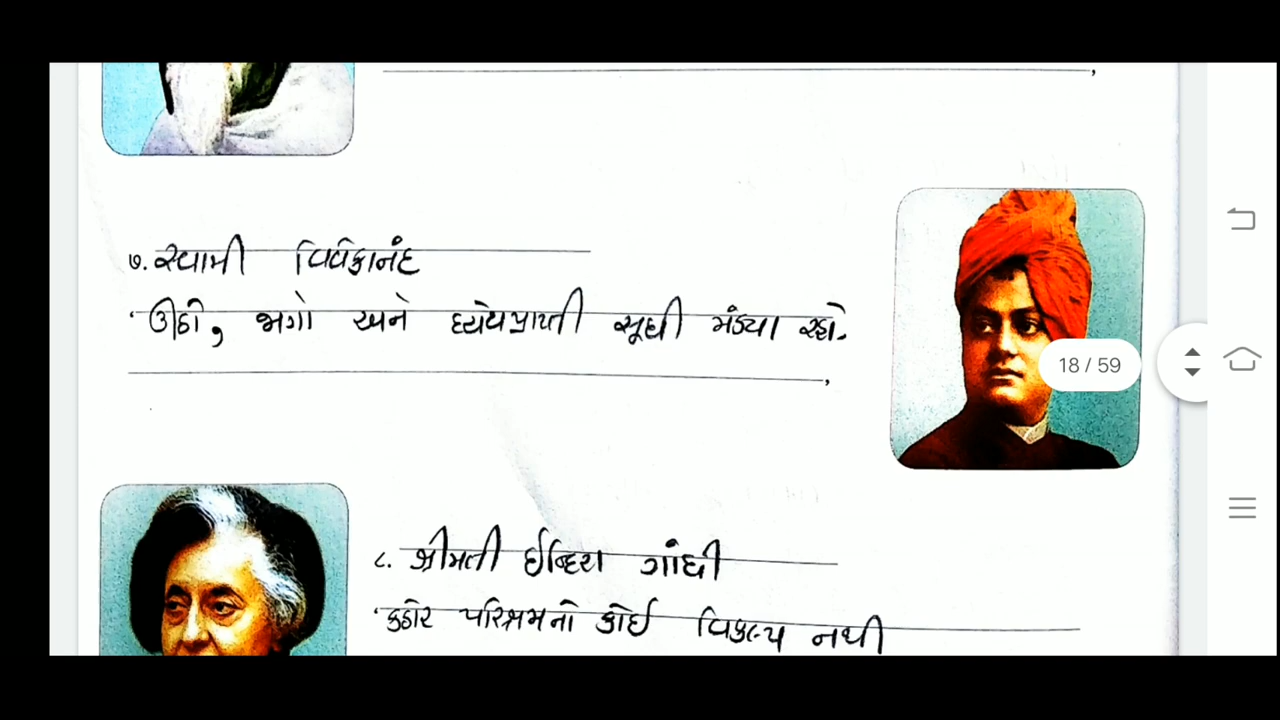 ૭. સ્વામી વિવેકાનંદ
ઊઠો, જાગો અને ધ્યેયપ્રાપ્તી સૂધી મંડ્યા રહો.
18 / 59
૮. શ્રીમતી ઈન્દિરા ગાંધી
કઠોર પરિશ્રમનો કોઈ વિકલ્પ નથી